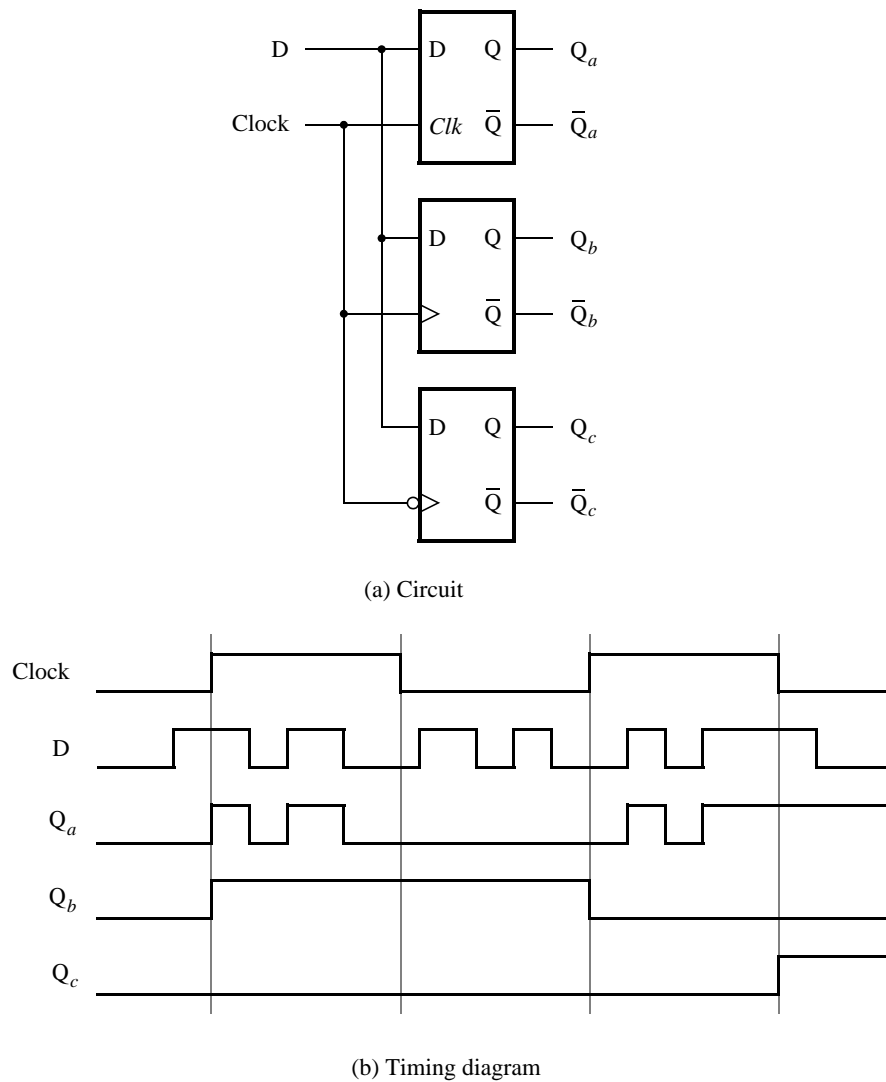 D D Q Qa
Clock Clk Q̄ Q̄a
D Q Qb
Q̄ Q̄b
D Q Qc
Q̄ Q̄c
(a) Circuit
Clock
D
Qa
Qb
Qc
(b) Timing diagram